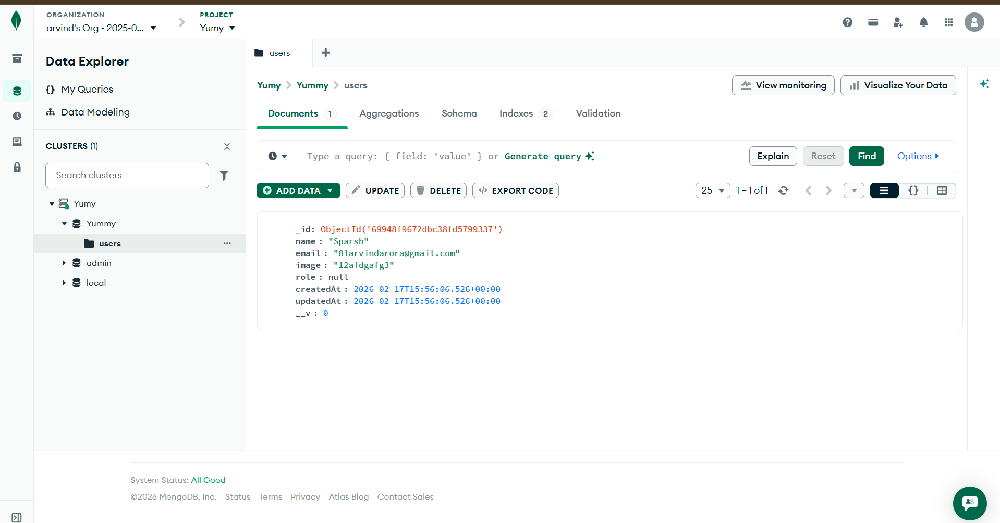 ORGANIZATION
arvind's Org - 2025-0...
PROJECT
Yumy
Data Explorer
My Queries
Data Modeling
CLUSTERS (1)
Search clusters
Yumy
Yummy
users
admin
local
users
Yumy > Yummy > users
View monitoring
Visualize Your Data
Documents 1 Aggregations Schema Indexes 2 Validation
Type a query: { field: 'value' } or Generate query
Explain Reset Find Options
ADD DATA UPDATE DELETE EXPORT CODE
25 1 – 1 of 1
_id: ObjectId('69948f9672dbc38fd5799337')
name : "Sparsh"
email : "81arvindarora@gmail.com"
image : "12afdgafg3"
role : null
createdAt : 2026-02-17T15:56:06.526+00:00
updatedAt : 2026-02-17T15:56:06.526+00:00
__v : 0
System Status: All Good
©2026 MongoDB, Inc. Status Terms Privacy Atlas Blog Contact Sales